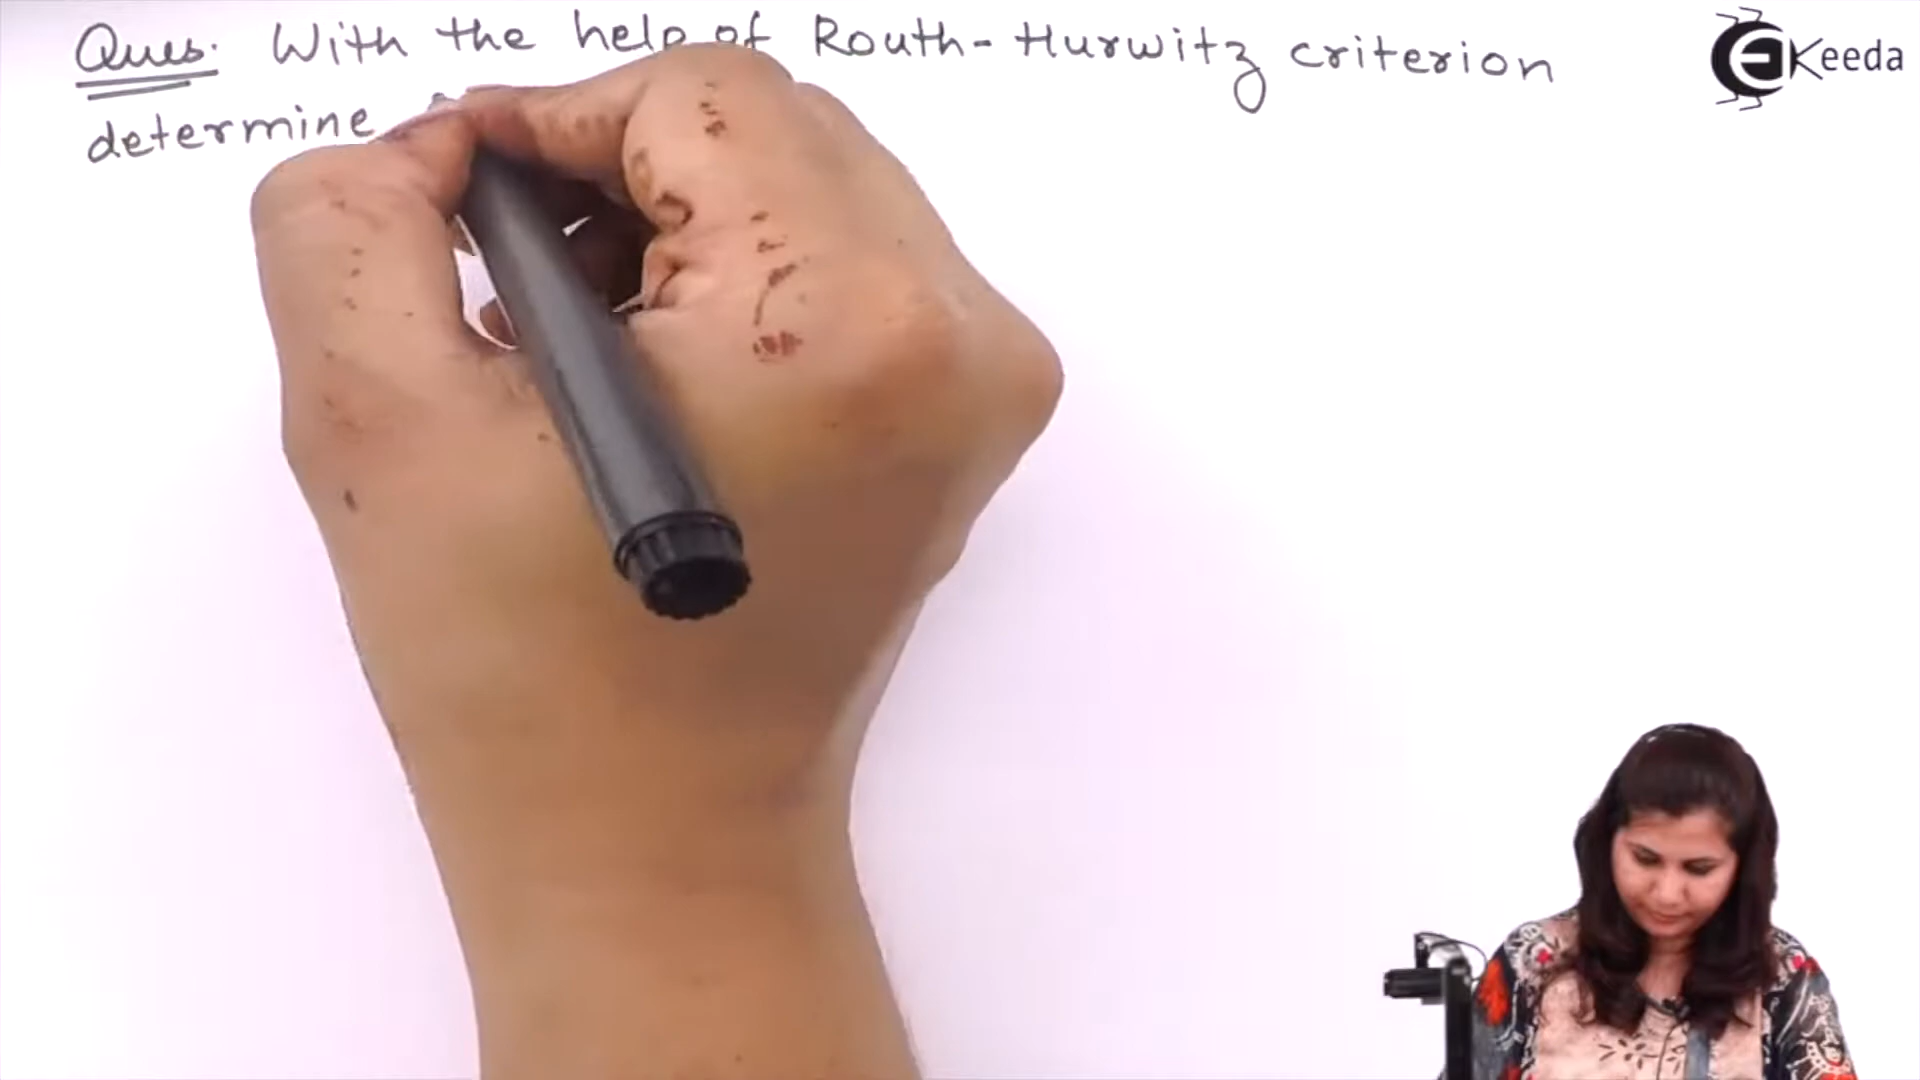 Ques. With the help of Routh-Hurwitz criterion
determine
Keeda